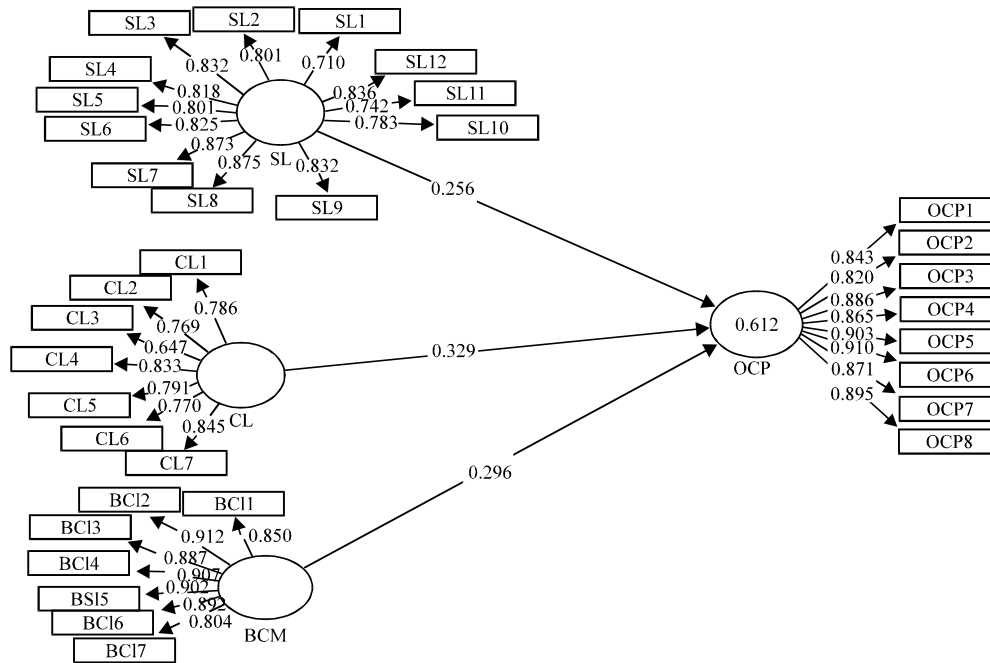 SL3
SL2
SL1
SL4
SL5
SL6
SL7
SL8
SL9
SL12
SL11
SL10
0.832
0.801
0.710
0.818
0.801
0.825
0.873
0.875
0.832
0.836
0.742
0.783
SL
0.256
CL1
CL2
CL3
CL4
CL5
CL6
CL7
0.786
0.769
0.647
0.833
0.791
0.770
0.845
CL
0.329
BCl2
BCl1
BCl3
BCl4
BSl5
BCl6
BCl7
0.912
0.850
0.887
0.907
0.902
0.892
0.804
BCM
0.296
0.612
OCP
0.843
0.820
0.886
0.865
0.903
0.910
0.871
0.895
OCP1
OCP2
OCP3
OCP4
OCP5
OCP6
OCP7
OCP8